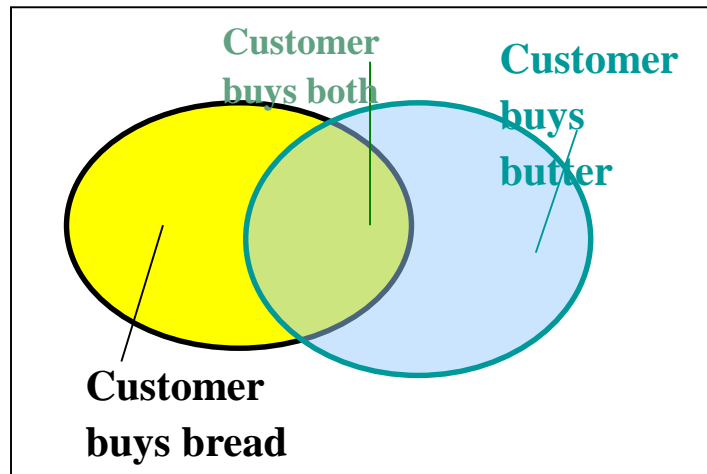 Customer
buys both
Customer
buys
butter
Customer
buys bread